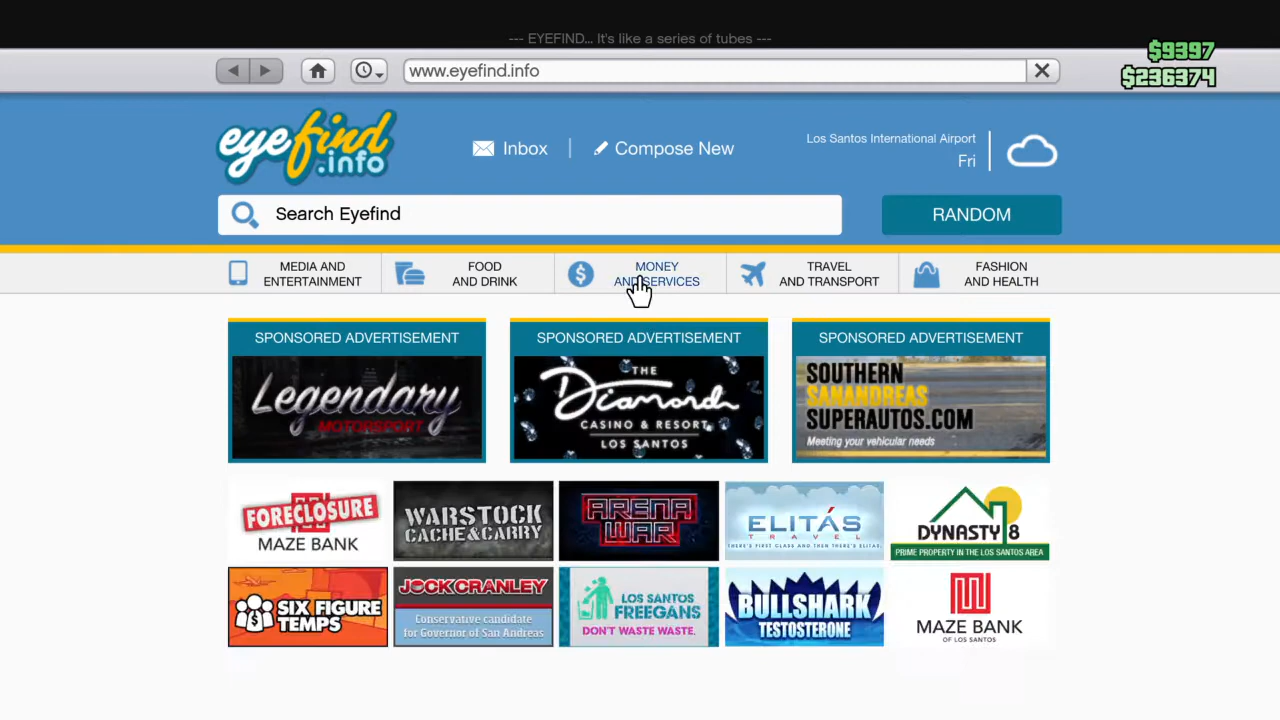 --- EYEFIND... It's like a series of tubes ---
$9397
$236374
www.eyefind.info
eyefind
.info
Inbox
Compose New
Los Santos International Airport
Fri
Search Eyefind
RANDOM
MEDIA AND
ENTERTAINMENT
FOOD
AND DRINK
MONEY
AND SERVICES
TRAVEL
AND TRANSPORT
FASHION
AND HEALTH
SPONSORED ADVERTISEMENT
Legendary
MOTORSPORT
SPONSORED ADVERTISEMENT
THE
Diamond
CASINO & RESORT
LOS SANTOS
SPONSORED ADVERTISEMENT
SOUTHERN
SANANDREAS
SUPERAUTOS.COM
Meeting your vehicular needs
FORECLOSURE
MAZE BANK
WARSTOCK
CACHE & CARRY
ARENA
WAR
ELITÁS
TRAVEL
THERE'S FIRST CLASS AND THEN THERE'S ELITAS
DYNASTY 8
PRIME PROPERTY IN THE LOS SANTOS AREA
SIX FIGURE
TEMPS
JOCK CRANLEY
Conservative candidate
for Governor of San Andreas
LOS SANTOS
FREEGANS
DON'T WASTE WASTE.
BULLSHARK
TESTOSTERONE
MAZE BANK
OF LOS SANTOS